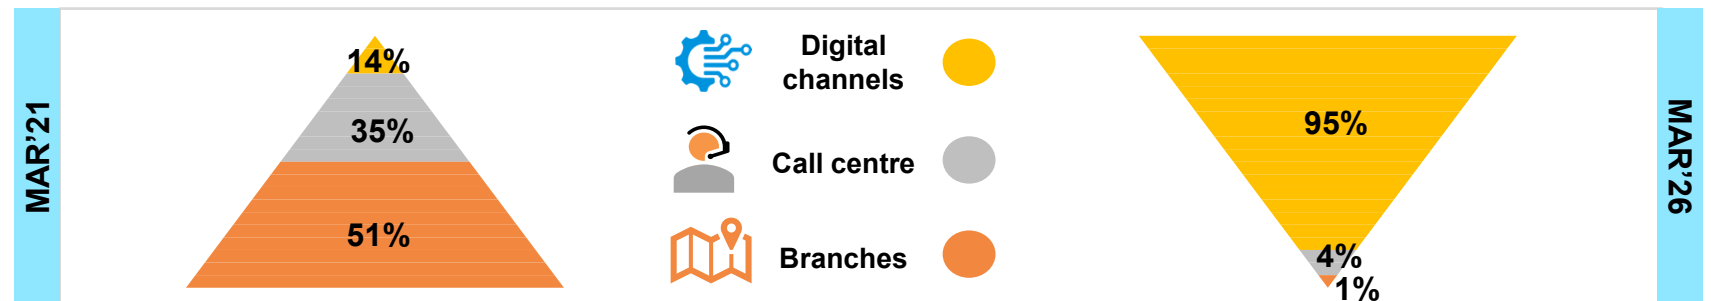 MAR’21
14%
35%
51%
Digital
channels
Call centre
Branches
95%
4%
1%
MAR’26